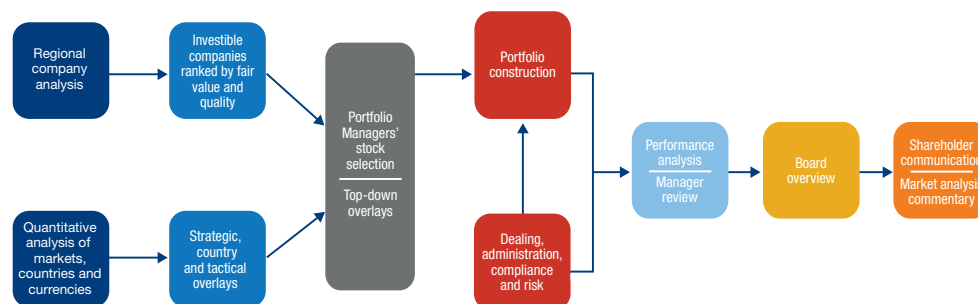 Regional
company
analysis
Investible
companies
ranked by fair
value and
quality
Quantitative
analysis of
markets,
countries and
currencies
Strategic,
country
and tactical
overlays
Portfolio
Managers’
stock
selection
Top-down
overlays
Portfolio
construction
Dealing,
administration,
compliance
and risk
Performance
analysis
Manager
review
Board
overview
Shareholder
communication
Market analysis
commentary